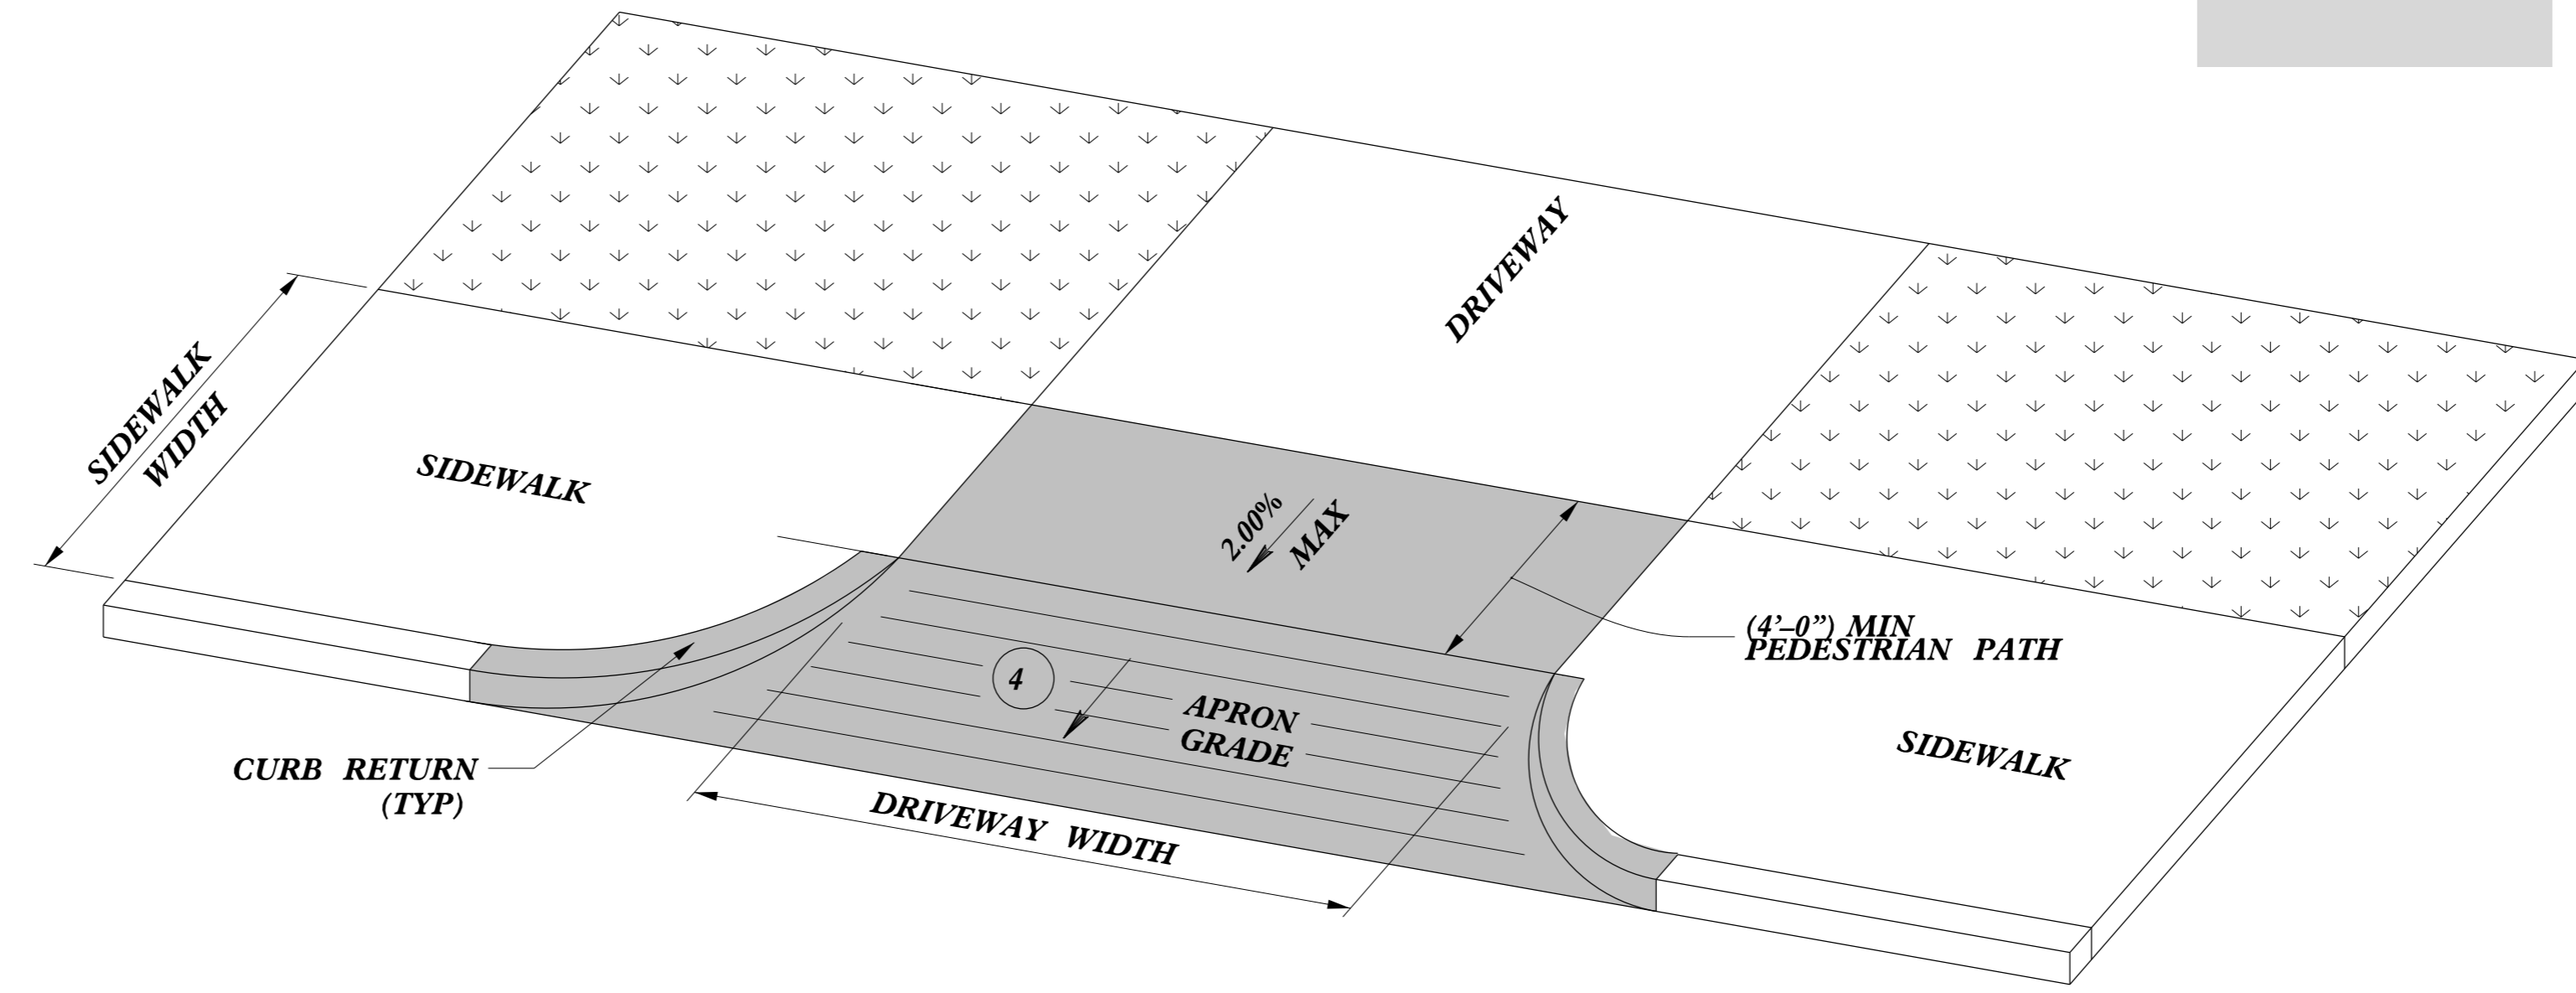 DRIVEWAY
SIDEWALK
WIDTH
SIDEWALK
2.00%
MAX
(4'–0") MIN
PEDESTRIAN PATH
4
APRON
GRADE
SIDEWALK
CURB RETURN
(TYP)
DRIVEWAY WIDTH